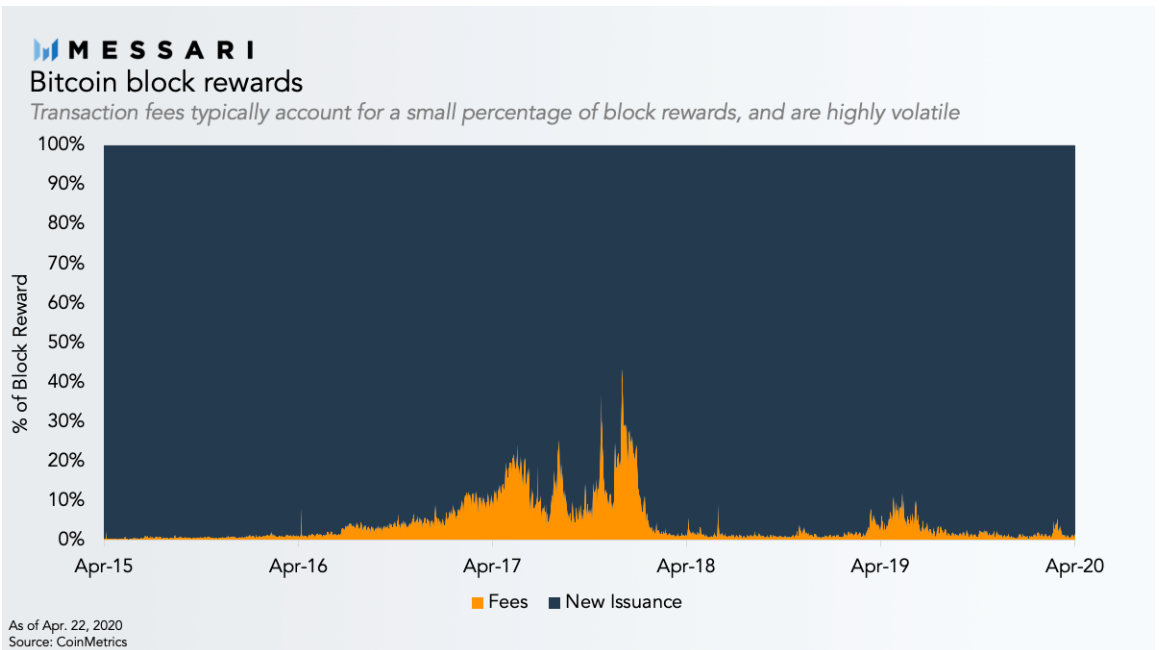 MESSARI
Bitcoin block rewards
Transaction fees typically account for a small percentage of block rewards, and are highly volatile
% of Block Reward
100%
90%
80%
70%
60%
50%
40%
30%
20%
10%
0%
Apr-15 Apr-16 Apr-17 Apr-18 Apr-19 Apr-20
Fees New Issuance
As of Apr. 22, 2020
Source: CoinMetrics